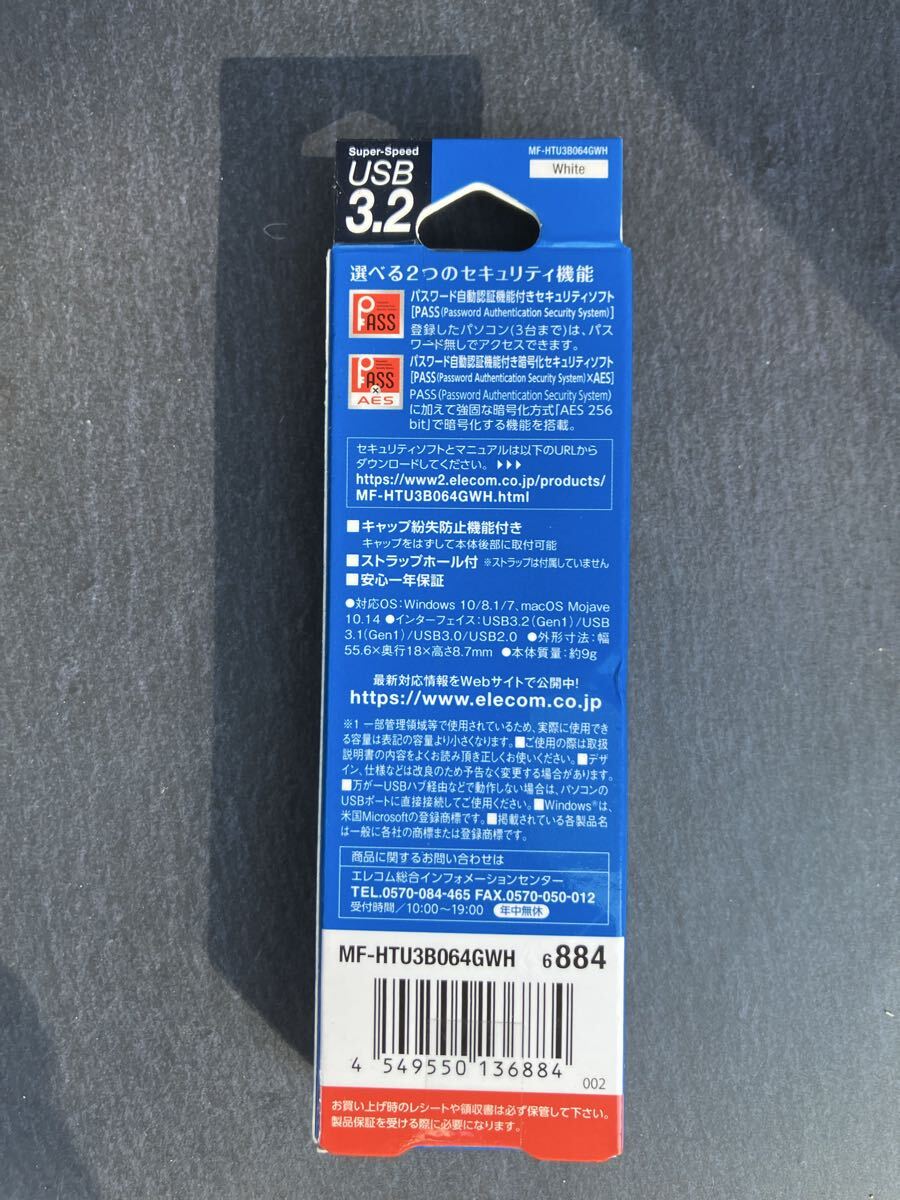 Super-Speed
USB
3.2
MF-HTU3B064GWH
White
選べる2つのセキュリティ機能
PASS
パスワード自動認証機能付きセキュリティソフト
[PASS(Password Authentication Security System)]
登録したパソコン(3台まで)は、パス
ワード無しでアクセスできます。
PASS
×
AES
パスワード自動認証機能付き暗号化セキュリティソフト
[PASS(Password Authentication Security System)×AES]
PASS(Password Authentication Security System)
に加えて強固な暗号化方式「AES 256
bit」で暗号化する機能を搭載。
セキュリティソフトとマニュアルは以下のURLから
ダウンロードしてください。▶▶▶
https://www2.elecom.co.jp/products/
MF-HTU3B064GWH.html
■キャップ紛失防止機能付き
キャップをはずして本体後部に取付可能
■ストラップホール付 ※ストラップは付属していません
■安心一年保証
●対応OS:Windows 10/8.1/7、macOS Mojave
10.14 ●インターフェイス:USB3.2(Gen1)/USB
3.1(Gen1)/USB3.0/USB2.0 ●外形寸法:幅
55.6×奥行18×高さ8.7mm ●本体質量:約9g
最新対応情報をWebサイトで公開中!
https://www.elecom.co.jp
※1 一部管理領域等で使用されているため、実際に使用でき
る容量は表記の容量より小さくなります。■ご使用の際は取扱
説明書の内容をよくお読み頂き正しくお使いください。■デザ
イン、仕様などは改良のため予告なく変更する場合があります。
■万が一USBハブ経由などで動作しない場合は、パソコンの
USBポートに直接接続してご使用ください。■Windows®は、
米国Microsoftの登録商標です。■掲載されている各製品名
は一般に各社の商標または登録商標です。
商品に関するお問い合わせは
エレコム総合インフォメーションセンター
TEL.0570-084-465 FAX.0570-050-012
受付時間/10:00～19:00 年中無休
MF-HTU3B064GWH 6 884
4 549550 136884
002
お買い上げ時のレシートや領収書は必ず保管して下さい。
製品保証を受ける際に必要になります。